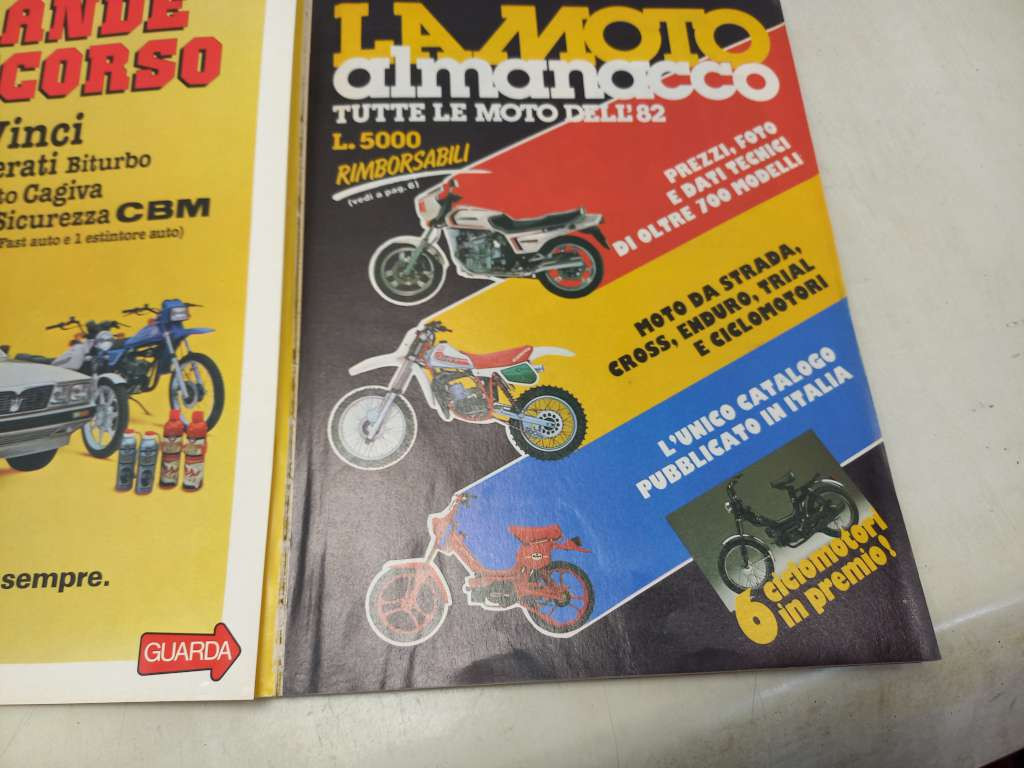 ANDE
CORSO
Vinci
erati Biturbo
to Cagiva
Sicurezza CBM
Fast auto e 1 estintore auto)
sempre.
GUARDA
LA MOTO
almanacco
TUTTE LE MOTO DELL'82
L. 5000
RIMBORSABILI
(vedi a pag. 6)
PREZZI, FOTO
E DATI TECNICI
DI OLTRE 700 MODELLI
MOTO DA STRADA,
CROSS, ENDURO, TRIAL
E CICLOMOTORI
L'UNICO CATALOGO
PUBBLICATO IN ITALIA
6 ciclomotori
in premio!